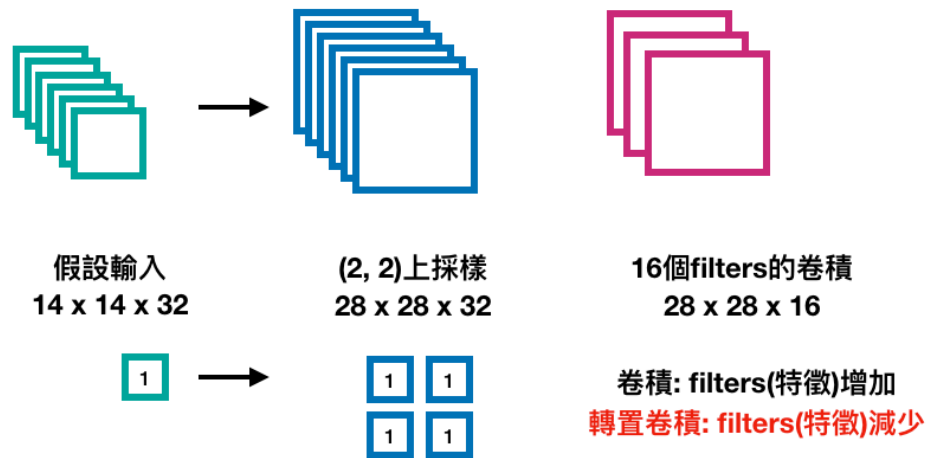 假設輸入
14 x 14 x 32
(2, 2)上採樣
28 x 28 x 32
16個filters的卷積
28 x 28 x 16
1
1 1
1 1
卷積: filters(特徵)增加
轉置卷積: filters(特徵)減少